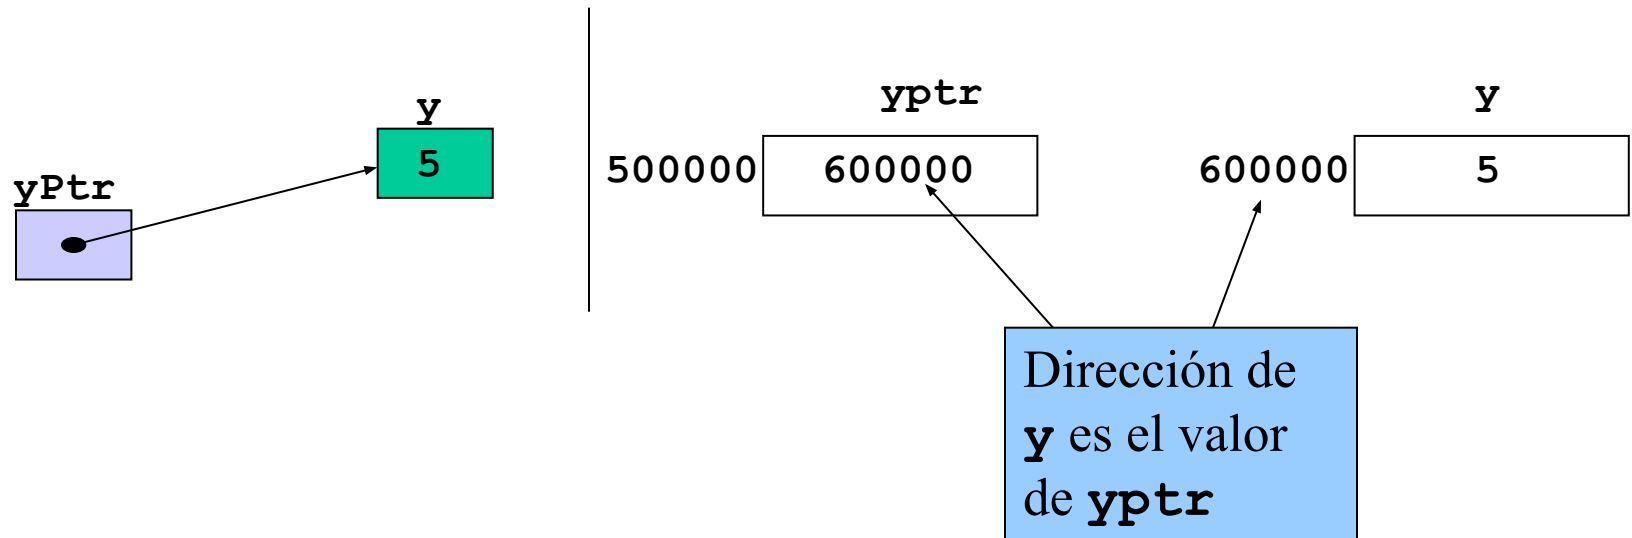 y
5
yPtr
yptr
y
500000 600000
600000 5
Dirección de
y es el valor
de yptr